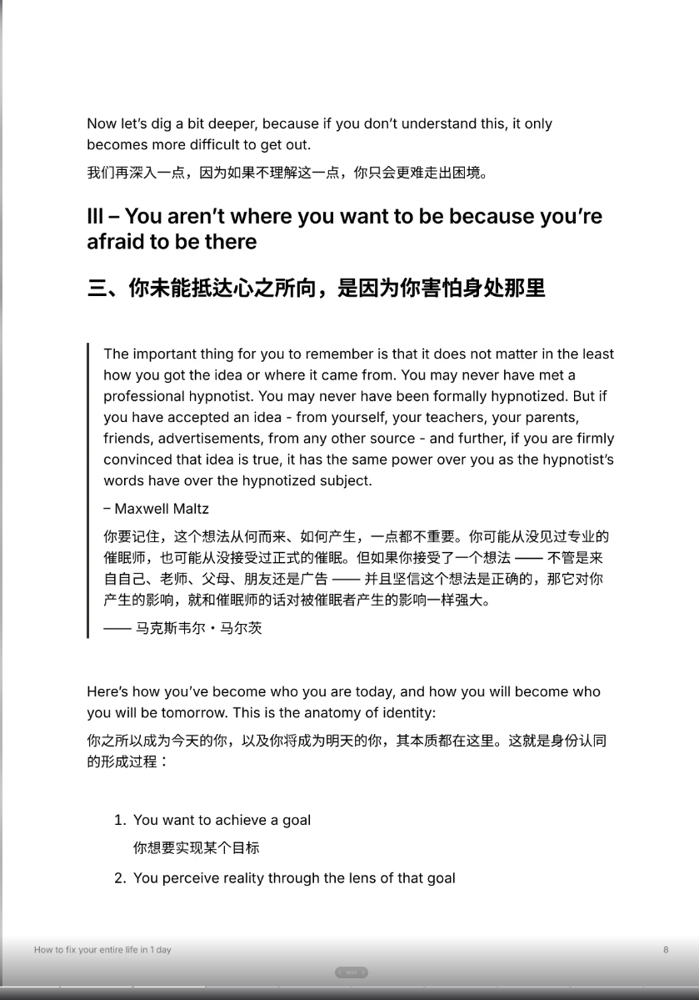 Now let’s dig a bit deeper, because if you don’t understand this, it only
becomes more difficult to get out.
我们再深入一点，因为如果不理解这一点，你只会更难走出困境。
III – You aren’t where you want to be because you’re
afraid to be there
三、你未能抵达心之所向，是因为你害怕身处那里
The important thing for you to remember is that it does not matter in the least
how you got the idea or where it came from. You may never have met a
professional hypnotist. You may never have been formally hypnotized. But if
you have accepted an idea - from yourself, your teachers, your parents,
friends, advertisements, from any other source - and further, if you are firmly
convinced that idea is true, it has the same power over you as the hypnotist’s
words have over the hypnotized subject.
– Maxwell Maltz
你要记住，这个想法从何而来、如何产生，一点都不重要。你可能从没见过专业的
催眠师，也可能从没接受过正式的催眠。但如果你接受了一个想法 —— 不管是来
自自己、老师、父母、朋友还是广告 —— 并且坚信这个想法是正确的，那它对你
产生的影响，就和催眠师的话对被催眠者产生的影响一样强大。
—— 马克斯韦尔・马尔茨
Here’s how you’ve become who you are today, and how you will become who
you will be tomorrow. This is the anatomy of identity:
你之所以成为今天的你，以及你将成为明天的你，其本质都在这里。这就是身份认同
的形成过程：
1. You want to achieve a goal
你想要实现某个目标
2. You perceive reality through the lens of that goal
How to fix your entire life in 1 day
8